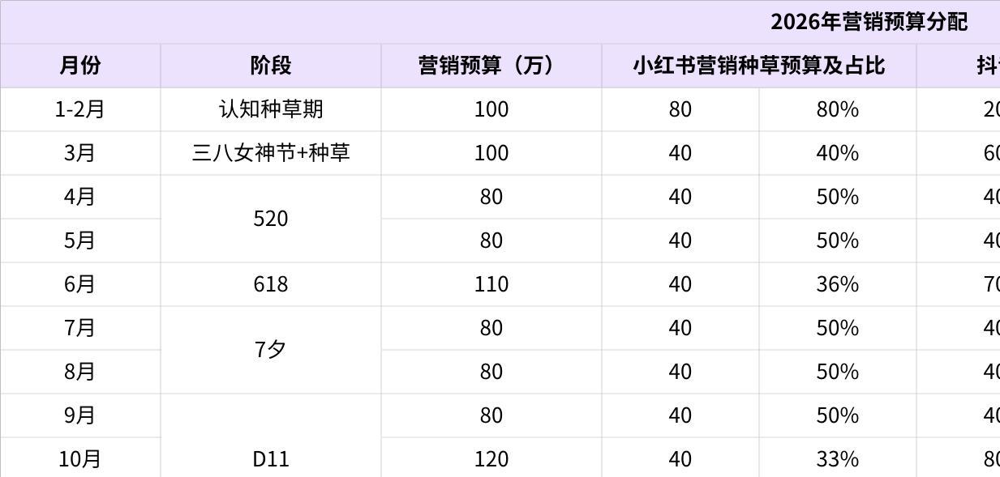 2026年营销预算分配
月份 阶段 营销预算（万） 小红书营销种草预算及占比 抖
1-2月 认知种草期 100 80 80% 20
3月 三八女神节+种草 100 40 40% 60
4月 520 80 40 50% 40
5月 80 40 50% 40
6月 618 110 40 36% 70
7月 7夕 80 40 50% 40
8月 80 40 50% 40
9月 80 40 50% 40
10月 D11 120 40 33% 80